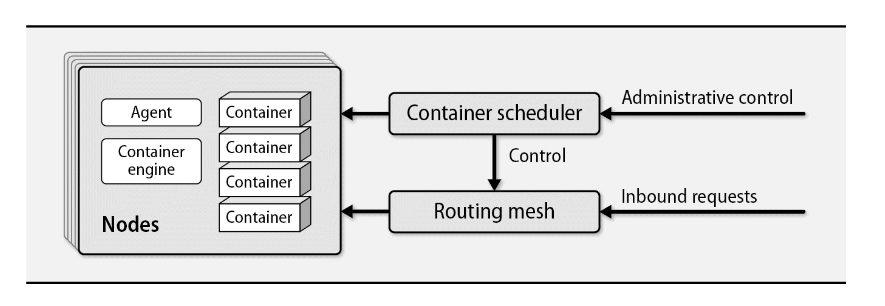 Agent
Container
engine
Nodes
Container
Container
Container
Container
Container scheduler
Control
Routing mesh
Administrative control
Inbound requests